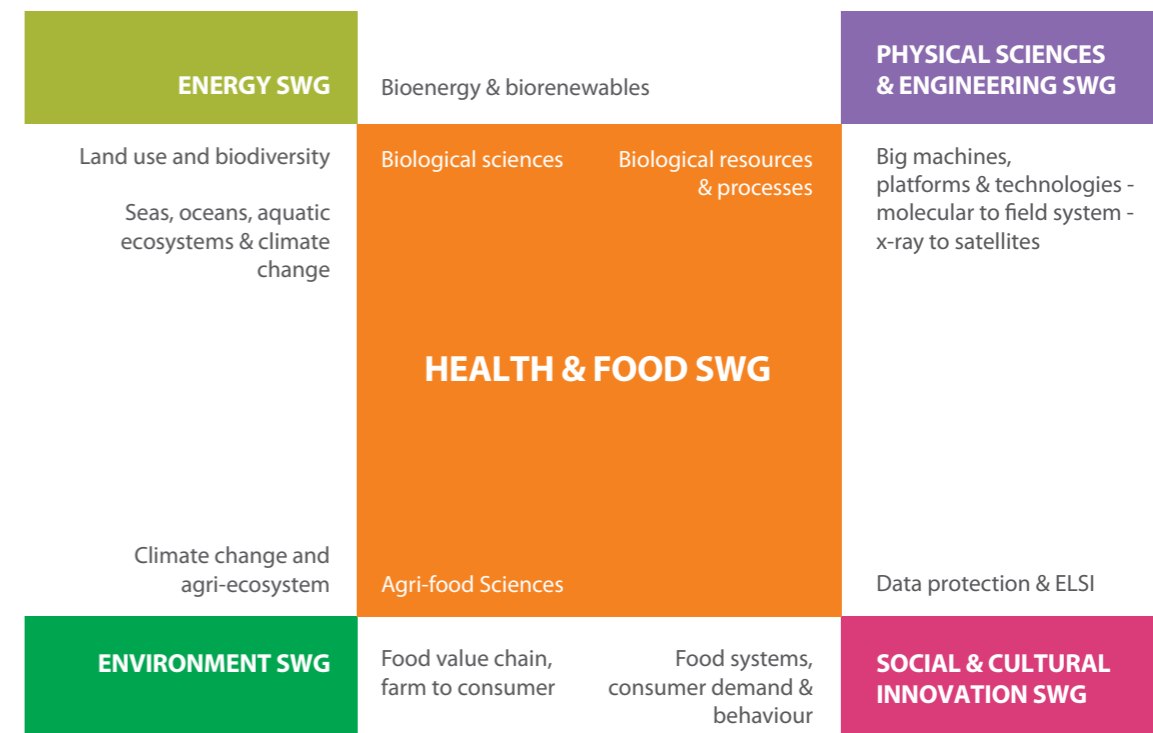 ENERGY SWG
Bioenergy & biorenewables
PHYSICAL SCIENCES
& ENGINEERING SWG
Land use and biodiversity
Seas, oceans, aquatic
ecosystems & climate
change
Biological sciences
Biological resources
& processes
Big machines,
platforms & technologies -
molecular to field system -
x-ray to satellites
HEALTH & FOOD SWG
Climate change and
agri-ecosystem
Agri-food Sciences
Data protection & ELSI
ENVIRONMENT SWG
Food value chain,
farm to consumer
Food systems,
consumer demand &
behaviour
SOCIAL & CULTURAL
INNOVATION SWG